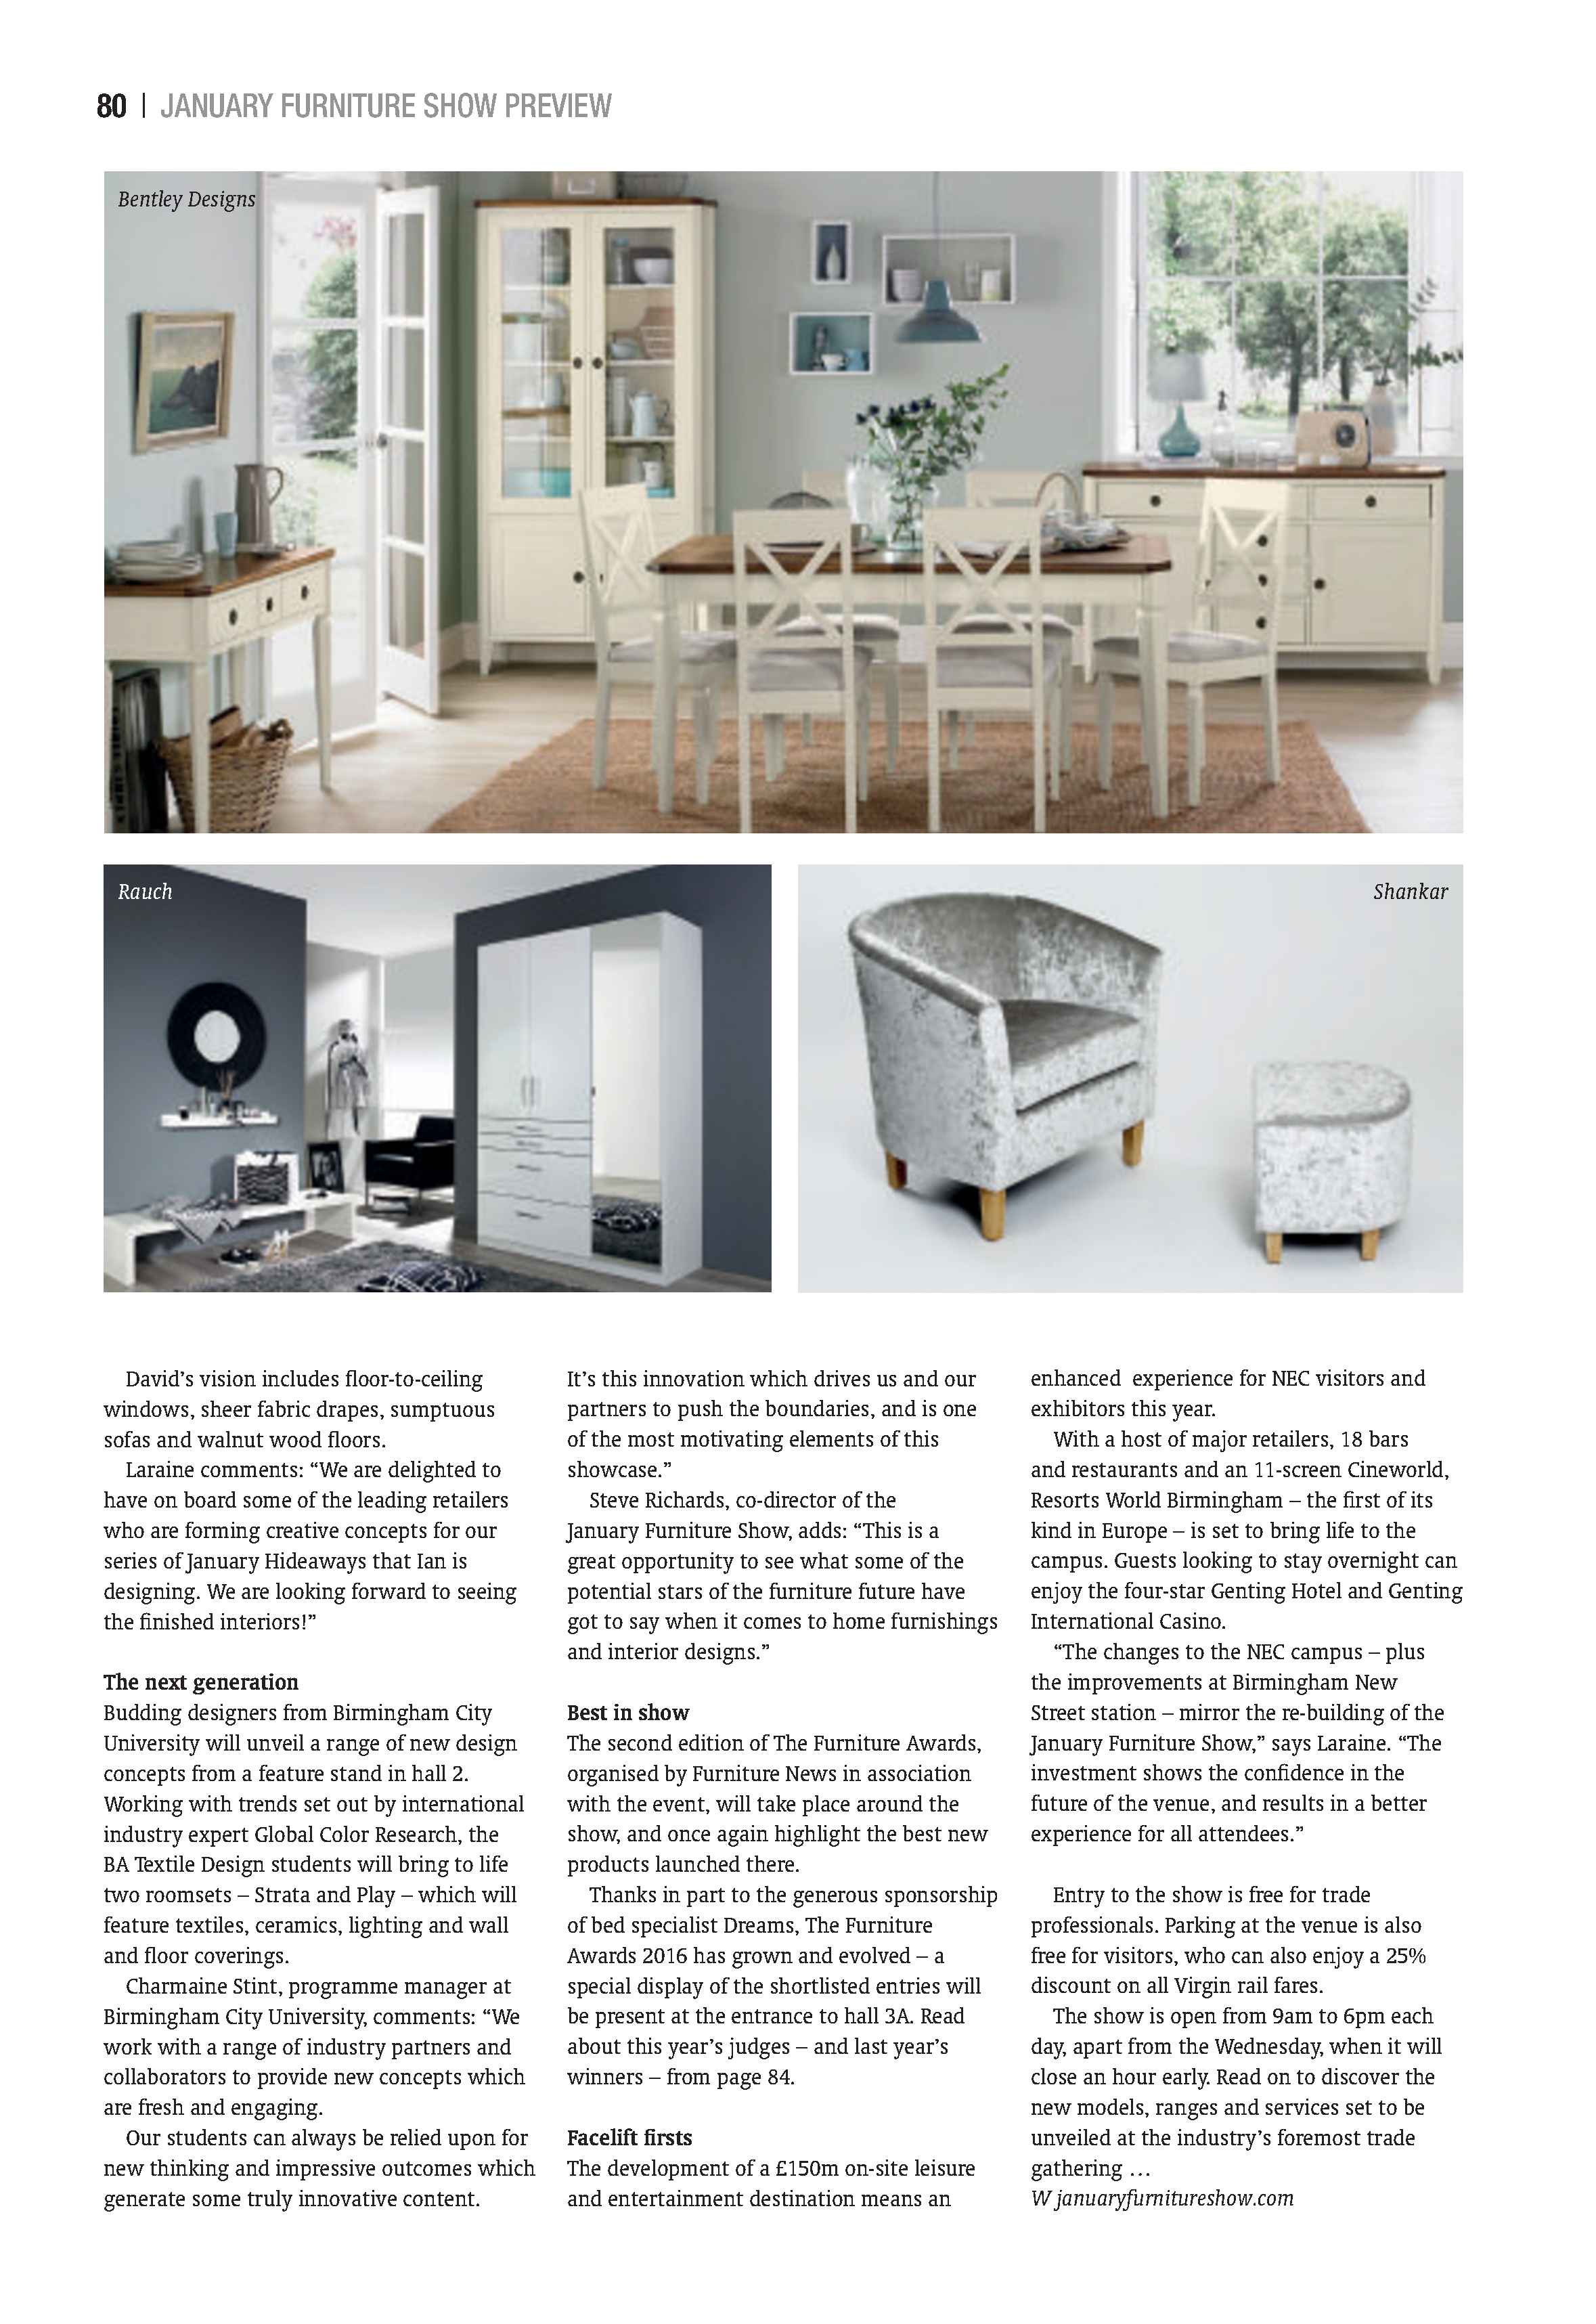 80 | JANUARY FURNITURE SHOW PREVIEW
Bentley Designs
Rauch
Shankar
David’s vision includes floor-to-ceiling
windows, sheer fabric drapes, sumptuous
sofas and walnut wood floors.
Laraine comments: “We are delighted to
have on board some of the leading retailers
who are forming creative concepts for our
series of January Hideaways that Ian is
designing. We are looking forward to seeing
the finished interiors!”
The next generation
Budding designers from Birmingham City
University will unveil a range of new design
concepts from a feature stand in hall 2.
Working with trends set out by international
industry expert Global Color Research, the
BA Textile Design students will bring to life
two roomsets – Strata and Play – which will
feature textiles, ceramics, lighting and wall
and floor coverings.
Charmaine Stint, programme manager at
Birmingham City University, comments: “We
work with a range of industry partners and
collaborators to provide new concepts which
are fresh and engaging.
Our students can always be relied upon for
new thinking and impressive outcomes which
generate some truly innovative content.
It’s this innovation which drives us and our
partners to push the boundaries, and is one
of the most motivating elements of this
showcase.”
Steve Richards, co-director of the
January Furniture Show, adds: “This is a
great opportunity to see what some of the
potential stars of the furniture future have
got to say when it comes to home furnishings
and interior designs.”
Best in show
The second edition of The Furniture Awards,
organised by Furniture News in association
with the event, will take place around the
show, and once again highlight the best new
products launched there.
Thanks in part to the generous sponsorship
of bed specialist Dreams, The Furniture
Awards 2016 has grown and evolved – a
special display of the shortlisted entries will
be present at the entrance to hall 3A. Read
about this year’s judges – and last year’s
winners – from page 84.
Facelift firsts
The development of a £150m on-site leisure
and entertainment destination means an
enhanced  experience for NEC visitors and
exhibitors this year.
With a host of major retailers, 18 bars
and restaurants and an 11-screen Cineworld,
Resorts World Birmingham – the first of its
kind in Europe – is set to bring life to the
campus. Guests looking to stay overnight can
enjoy the four-star Genting Hotel and Genting
International Casino.
“The changes to the NEC campus – plus
the improvements at Birmingham New
Street station – mirror the re-building of the
January Furniture Show,” says Laraine. “The
investment shows the confidence in the
future of the venue, and results in a better
experience for all attendees.”
Entry to the show is free for trade
professionals. Parking at the venue is also
free for visitors, who can also enjoy a 25%
discount on all Virgin rail fares.
The show is open from 9am to 6pm each
day, apart from the Wednesday, when it will
close an hour early. Read on to discover the
new models, ranges and services set to be
unveiled at the industry’s foremost trade
gathering …
W januaryfurnitureshow.com